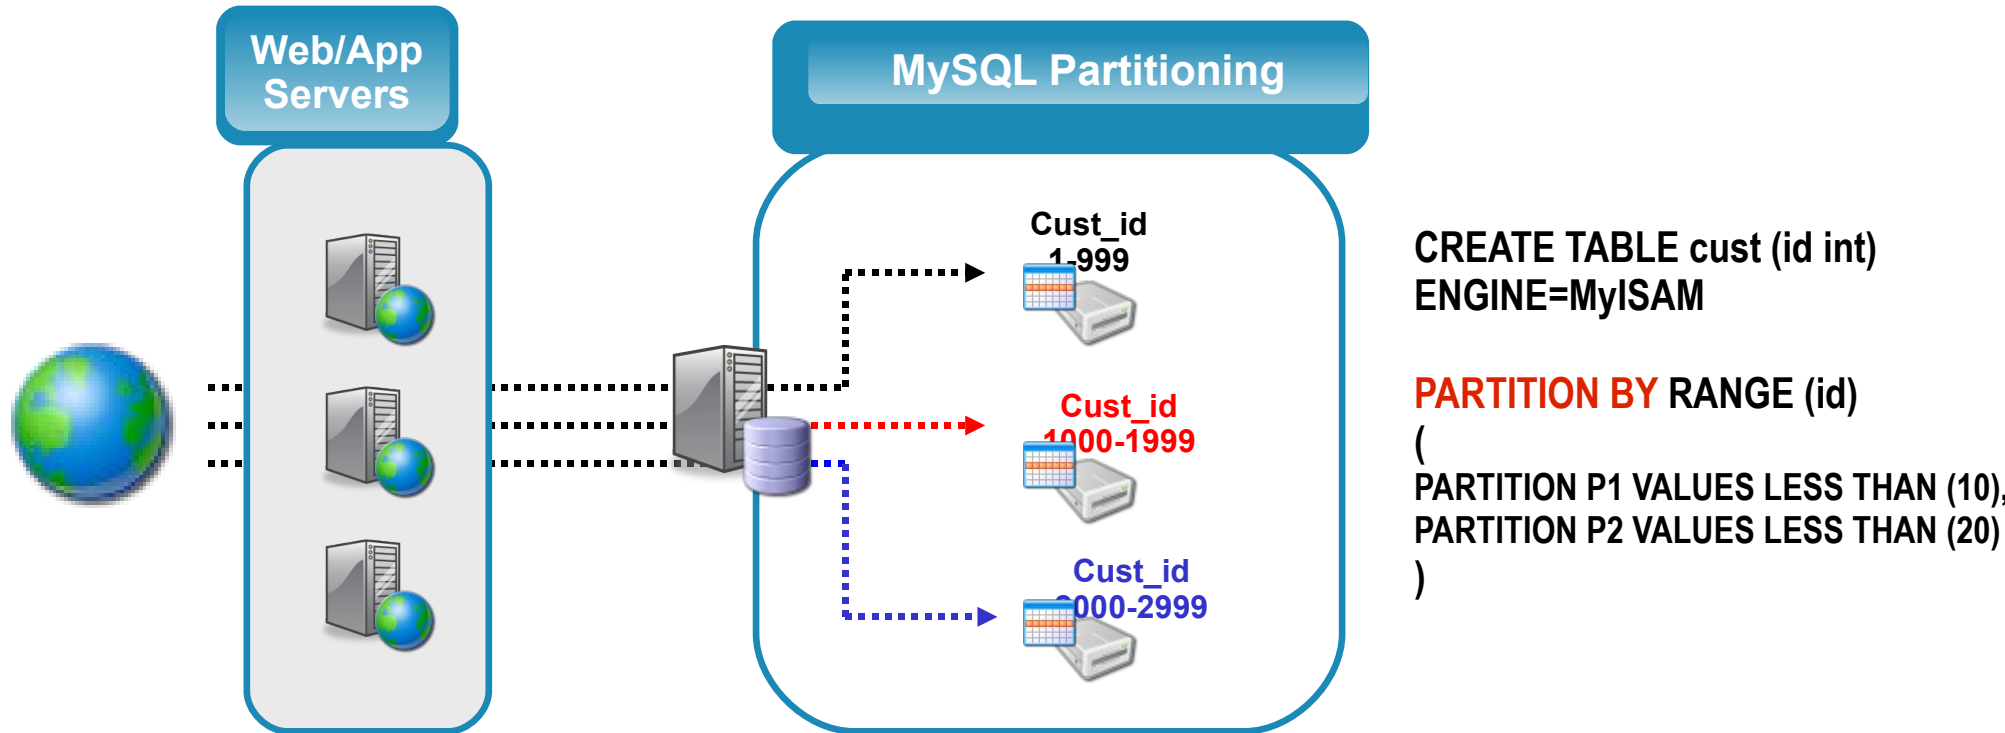 Web/App
Servers
MySQL Partitioning
Cust_id
1-999
Cust_id
1000-1999
Cust_id
2000-2999
CREATE TABLE cust (id int)
ENGINE=MyISAM
PARTITION BY RANGE (id)
(
PARTITION P1 VALUES LESS THAN (10),
PARTITION P2 VALUES LESS THAN (20)
)